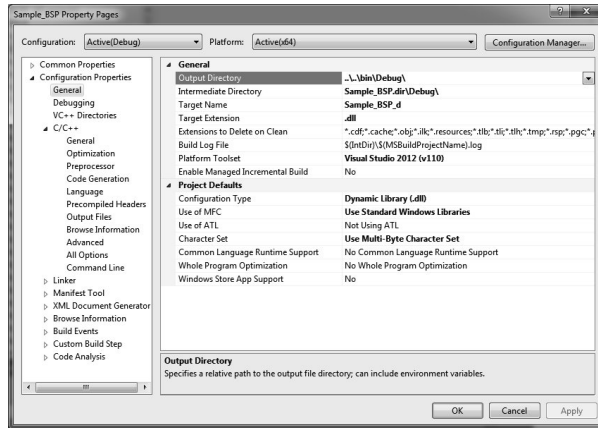 Sample_BSP Property Pages
Configuration: Active(Debug) Platform: Active(x64) Configuration Manager...
Common Properties
Configuration Properties
General
Debugging
VC++ Directories
C/C++
General
Optimization
Preprocessor
Code Generation
Language
Precompiled Headers
Output Files
Browse Information
Advanced
All Options
Command Line
Linker
Manifest Tool
XML Document Generator
Browse Information
Build Events
Custom Build Step
Code Analysis
General
Output Directory ..\..\bin\Debug\
Intermediate Directory Sample_BSP.dir\Debug\
Target Name Sample_BSP_d
Target Extension .dll
Extensions to Delete on Clean *.cdf;*.cache;*.obj;*.ilk;*.resources;*.tlb;*.tli;*.tlh;*.tmp;*.rsp;*.pgc;*.p
Build Log File $(IntDir)\$(MSBuildProjectName).log
Platform Toolset Visual Studio 2012 (v110)
Enable Managed Incremental Build No
Project Defaults
Configuration Type Dynamic Library (.dll)
Use of MFC Use Standard Windows Libraries
Use of ATL Not Using ATL
Character Set Use Multi-Byte Character Set
Common Language Runtime Support No Common Language Runtime Support
Whole Program Optimization No Whole Program Optimization
Windows Store App Support No
Output Directory
Specifies a relative path to the output file directory; can include environment variables.
OK Cancel Apply